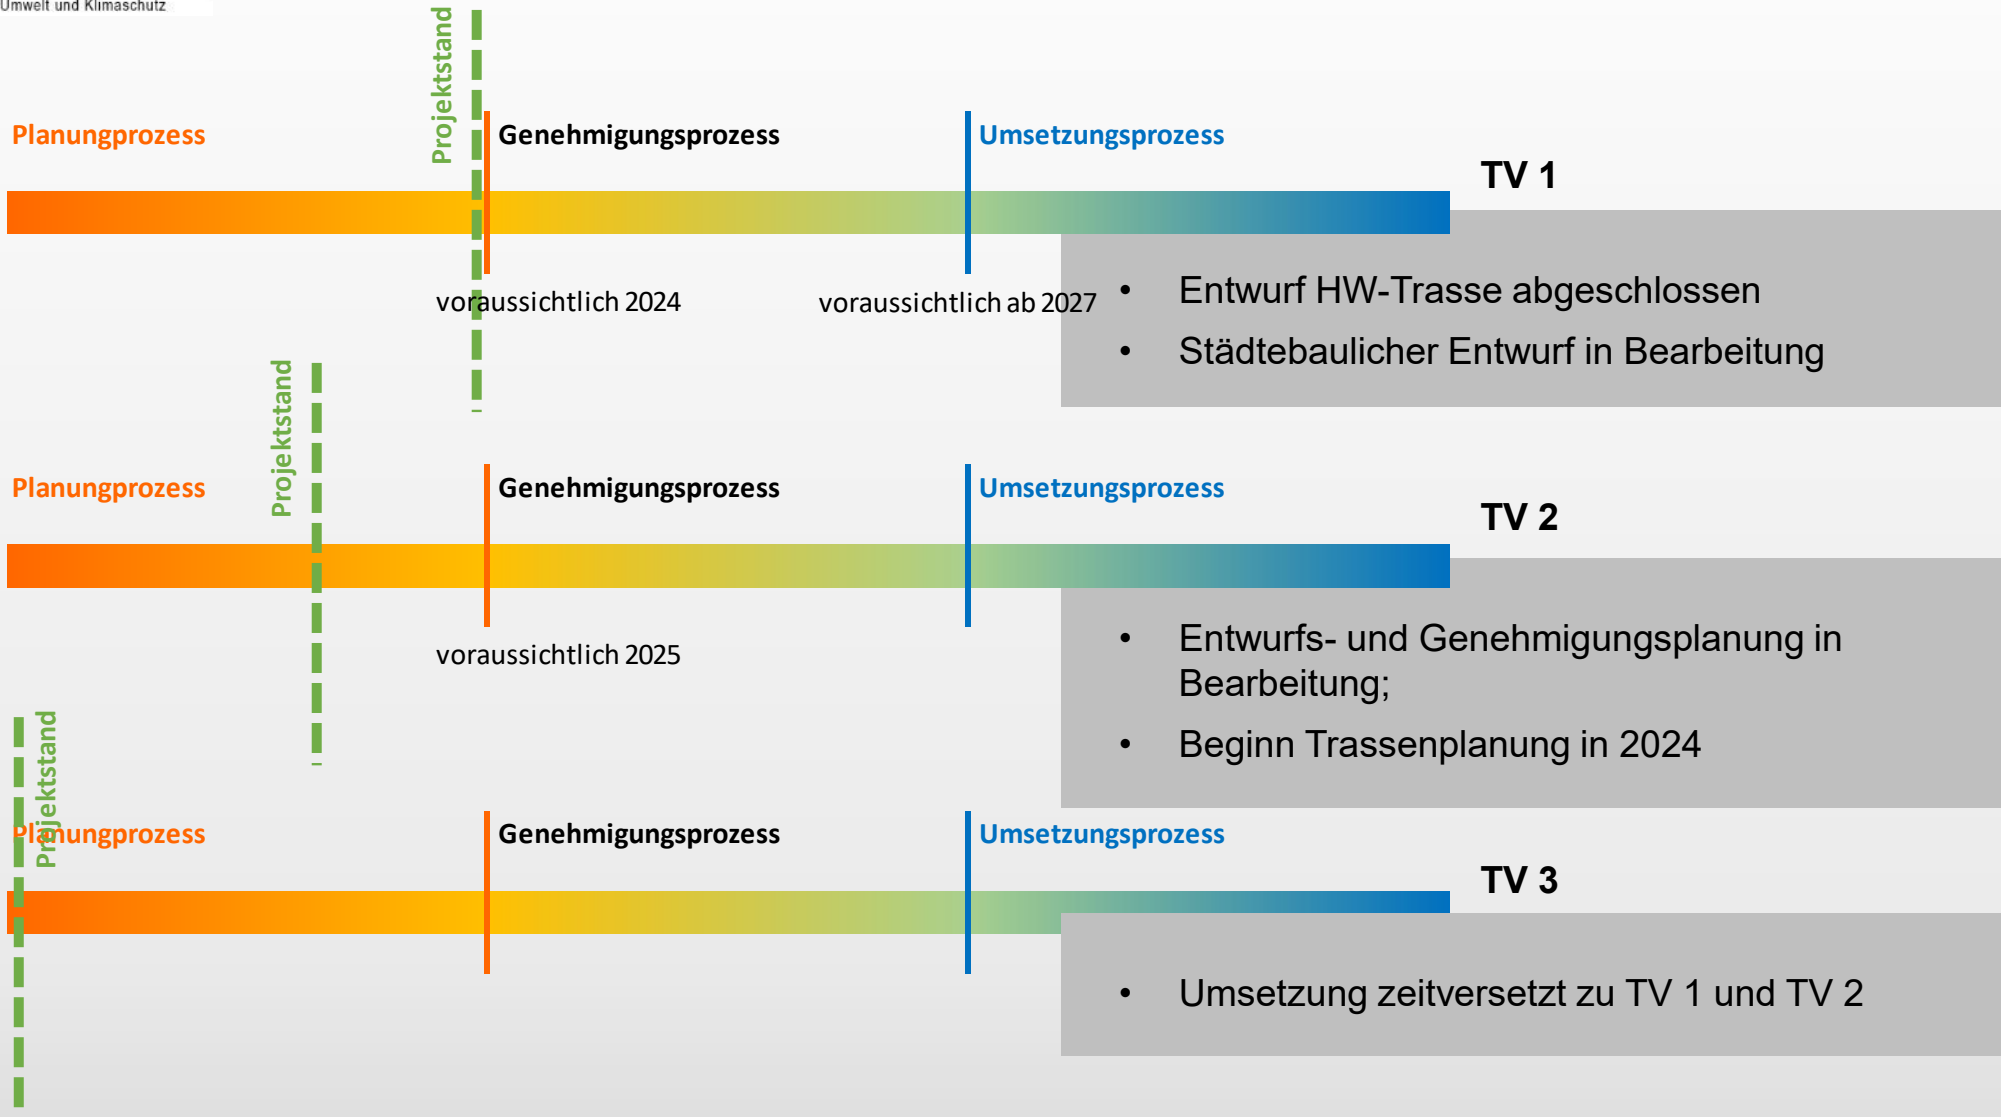 Umwelt und Klimaschutz
Projektstand
Planungprozess
Genehmigungsprozess
Umsetzungsprozess
TV 1
voraussichtlich 2024
voraussichtlich ab 2027
• Entwurf HW-Trasse abgeschlossen
• Städtebaulicher Entwurf in Bearbeitung
Projektstand
Planungprozess
Genehmigungsprozess
Umsetzungsprozess
TV 2
voraussichtlich 2025
• Entwurfs- und Genehmigungsplanung in
Bearbeitung;
• Beginn Trassenplanung in 2024
Projektstand
Planungprozess
Genehmigungsprozess
Umsetzungsprozess
TV 3
• Umsetzung zeitversetzt zu TV 1 und TV 2